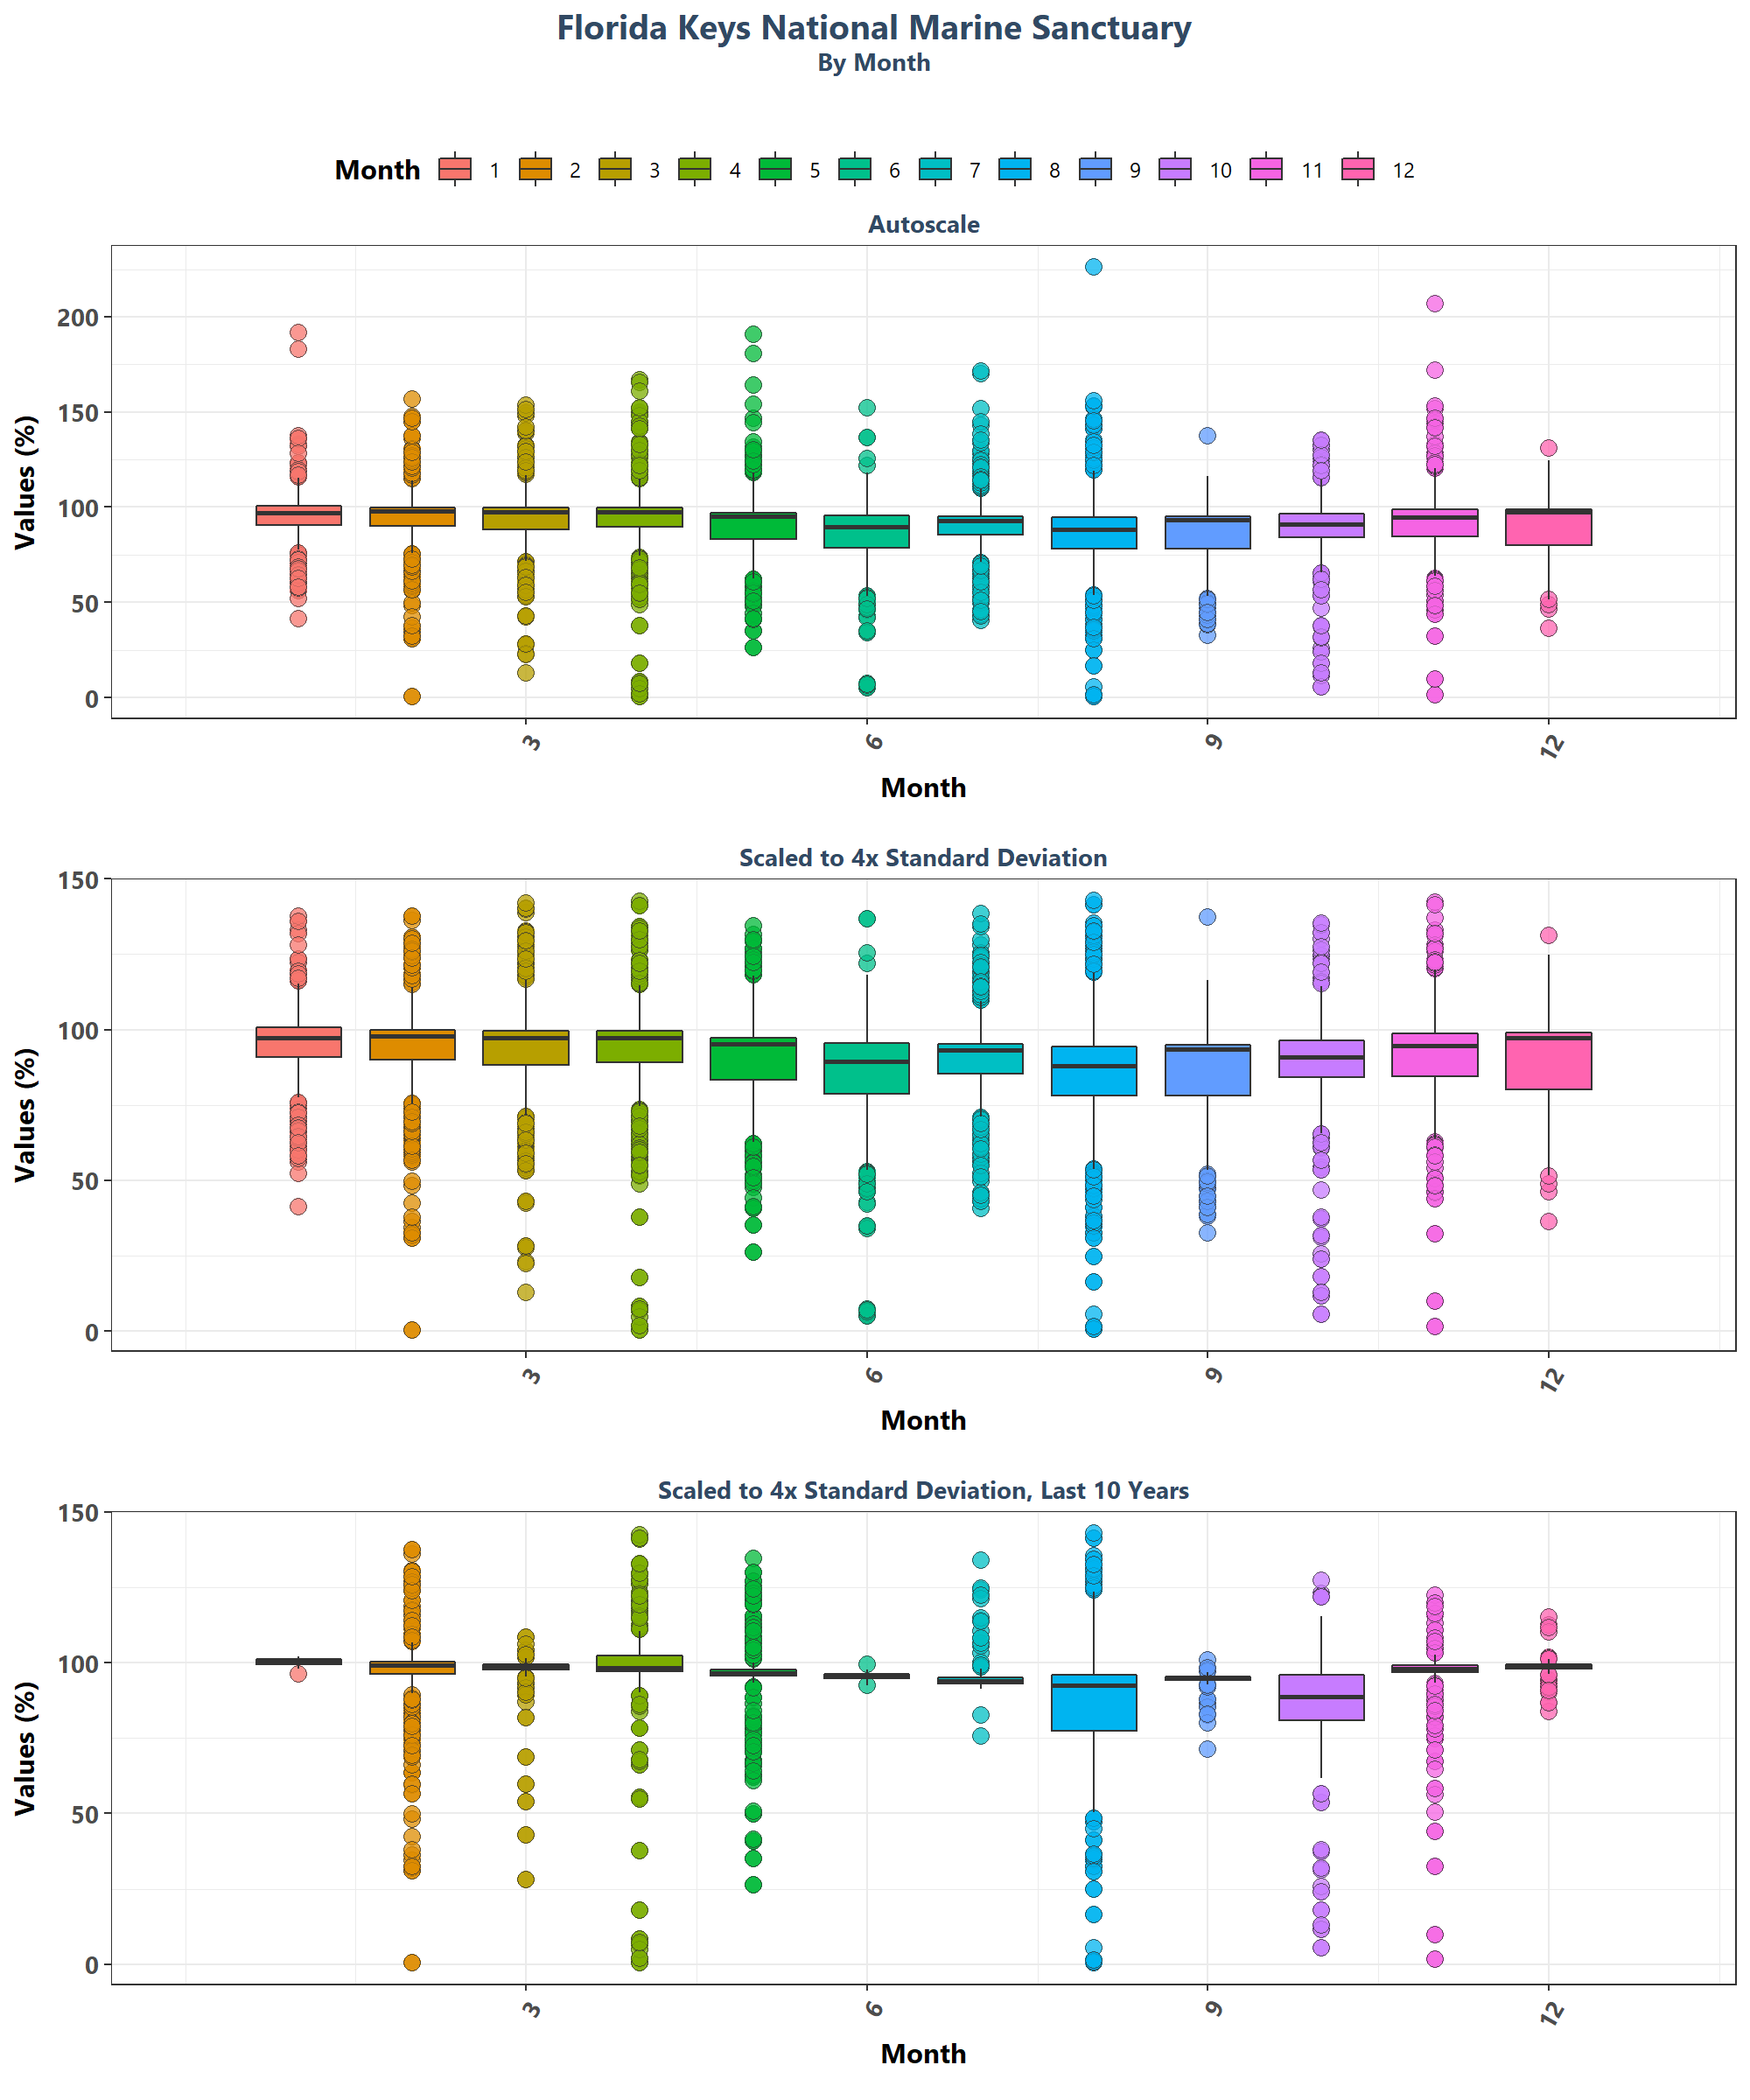 Florida Keys National Marine Sanctuary
By Month
Month 1 2 3 4 5 6 7 8 9 10 11 12
Autoscale
Values (%)
200
150
100
50
0
3 6 9 12
Month
Scaled to 4x Standard Deviation
Values (%)
150
100
50
0
3 6 9 12
Month
Scaled to 4x Standard Deviation, Last 10 Years
Values (%)
150
100
50
0
3 6 9 12
Month